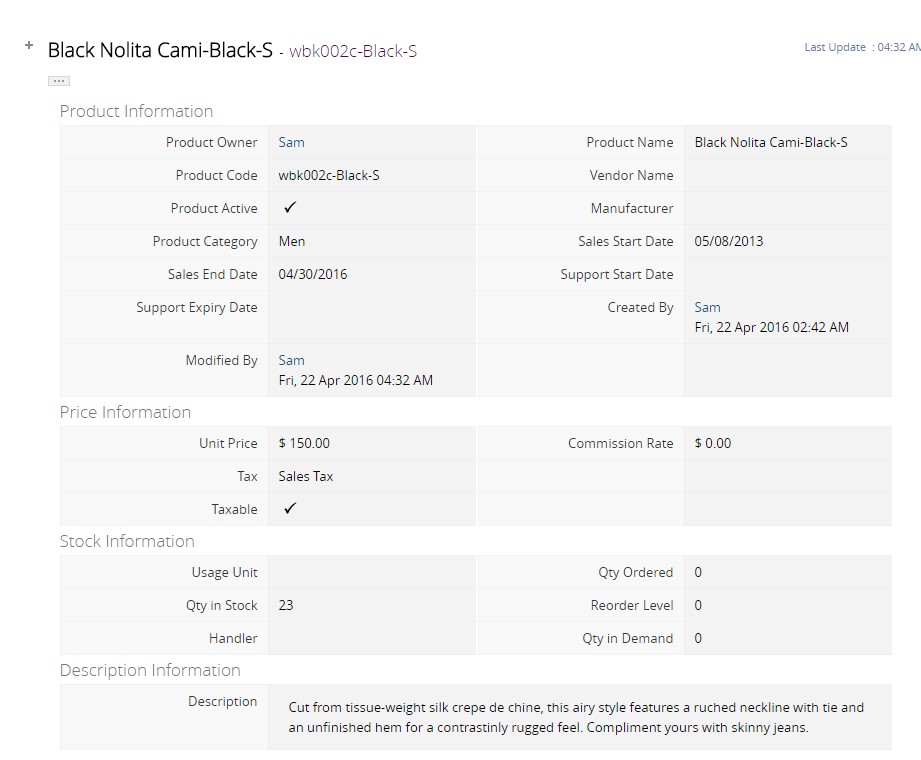 + Black Nolita Cami-Black-S - wbk002c-Black-S
Last Update : 04:32 AM
...
Product Information
Product Owner Sam Product Name Black Nolita Cami-Black-S
Product Code wbk002c-Black-S Vendor Name
Product Active ✓ Manufacturer
Product Category Men Sales Start Date 05/08/2013
Sales End Date 04/30/2016 Support Start Date
Support Expiry Date Created By Sam
Fri, 22 Apr 2016 02:42 AM
Modified By Sam
Fri, 22 Apr 2016 04:32 AM
Price Information
Unit Price $ 150.00 Commission Rate $ 0.00
Tax Sales Tax
Taxable ✓
Stock Information
Usage Unit Qty Ordered 0
Qty in Stock 23 Reorder Level 0
Handler Qty in Demand 0
Description Information
Description Cut from tissue-weight silk crepe de chine, this airy style features a ruched neckline with tie and
an unfinished hem for a contrastinly rugged feel. Compliment yours with skinny jeans.